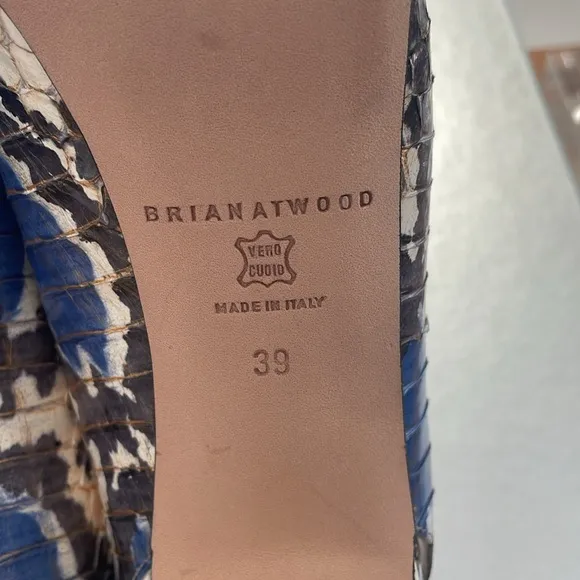 BRIAN ATWOOD
VERO
CUOIO
MADE IN ITALY
39